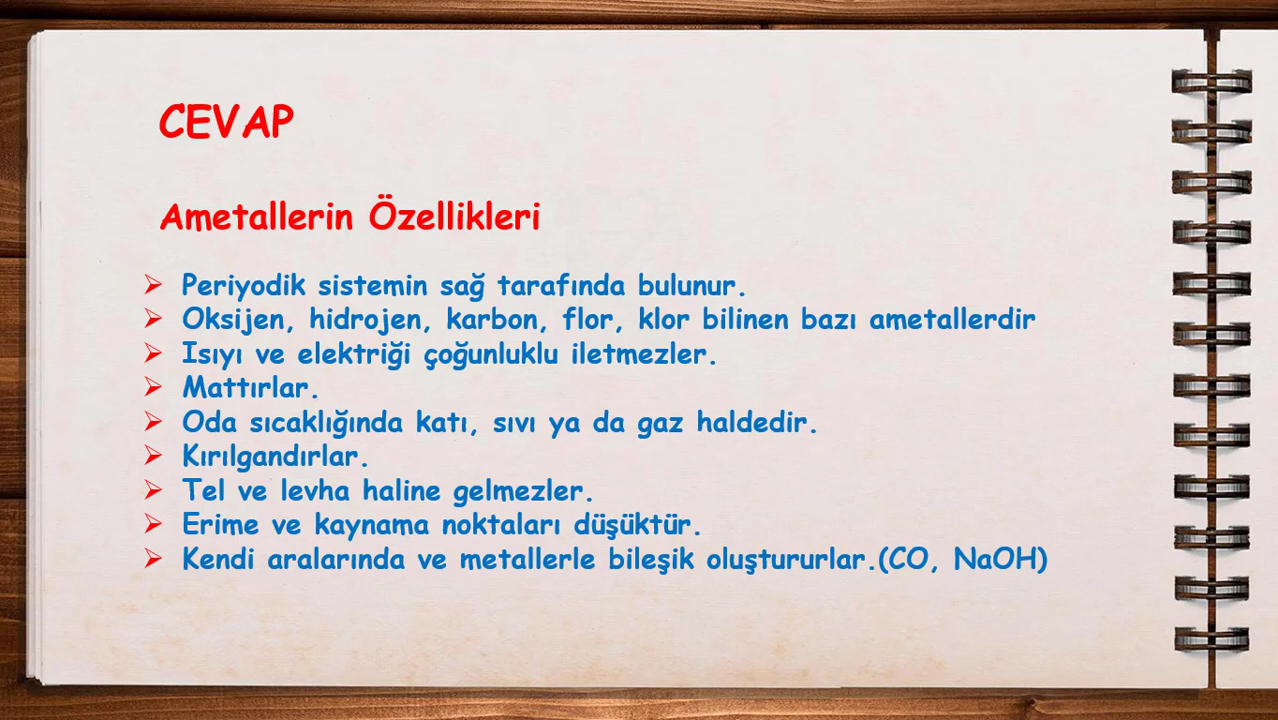 CEVAP
Ametallerin Özellikleri
Periyodik sistemin sağ tarafında bulunur.
Oksijen, hidrojen, karbon, flor, klor bilinen bazı ametallerdir
Isıyı ve elektriği çoğunluklu iletmezler.
Mattırlar.
Oda sıcaklığında katı, sıvı ya da gaz haldedir.
Kırılgandırlar.
Tel ve levha haline gelmezler.
Erime ve kaynama noktaları düşüktür.
Kendi aralarında ve metallerle bileşik oluştururlar.(CO, NaOH)